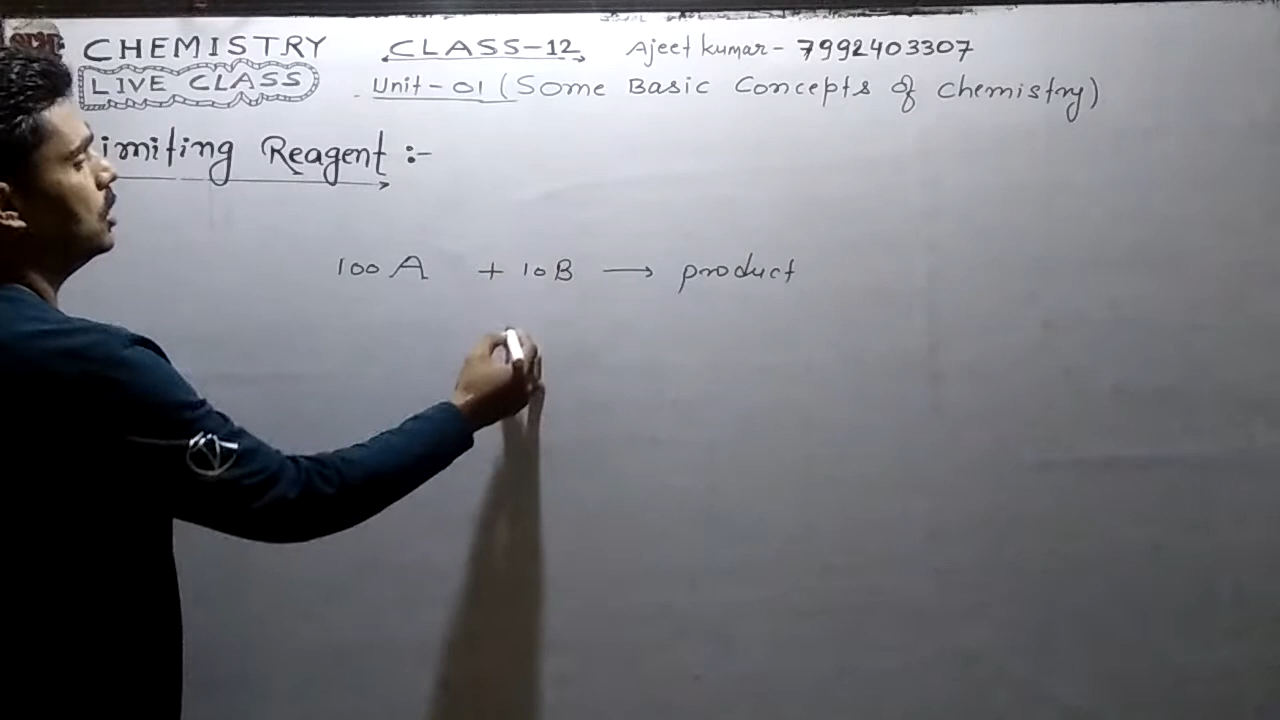 CHEMISTRY CLASS-12 Ajeet kumar - 7992403307
LIVE CLASS Unit-01 (Some Basic Concepts of Chemistry)
imiting Reagent :-
100 A + 10 B → product